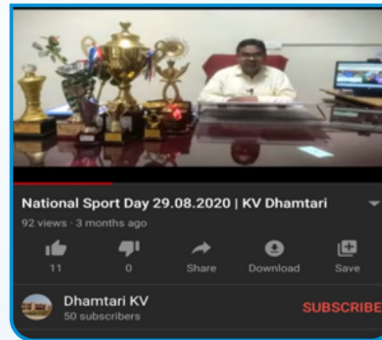 National Sport Day 29.08.2020 | KV Dhamtari
92 views · 3 months ago
11
0
Share
Download
Save
Dhamtari KV
50 subscribers
SUBSCRIBE